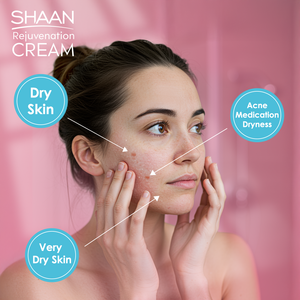 SHAAN
Rejuvenation
CREAM
Dry
Skin
Acne
Medication
Dryness
Very
Dry Skin